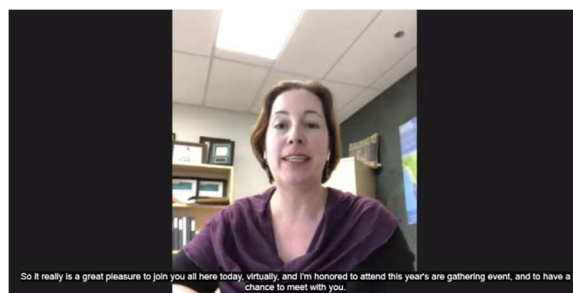 So it really is a great pleasure to join you all here today, virtually, and I'm honored to attend this year's are gathering event, and to have a
chance to meet with you.